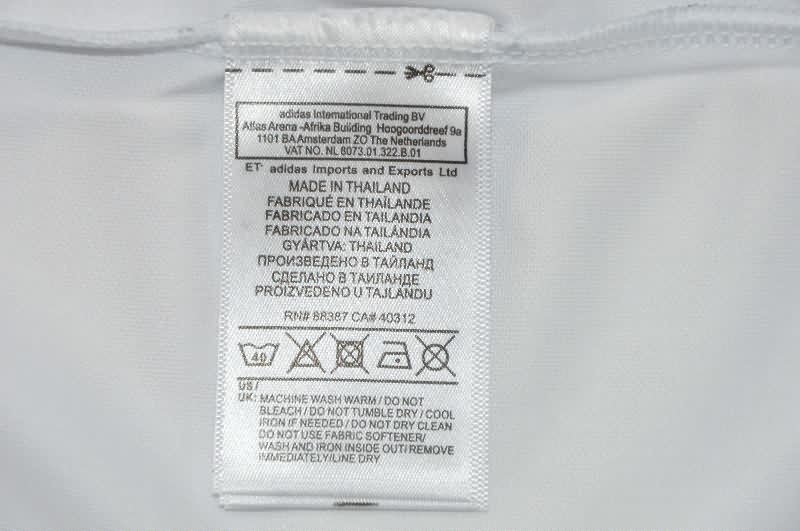 adidas International Trading BV
Atlas Arena -Afrika Building Hoogoorddreef 9a
1101 BA Amsterdam ZO The Netherlands
VAT NO. NL 8073.01.322.B.01
ET: adidas Imports and Exports Ltd
MADE IN THAILAND
FABRIQUÉ EN THAÏLANDE
FABRICADO EN TAILANDIA
FABRICADO NA TAILÂNDIA
GYÁRTVA: THAILAND
ПРОИЗВЕДЕНО В ТАЙЛАНД
СДЕЛАНО В ТАИЛАНДЕ
PROIZVEDENO U TAJLANDU
RN# 88387 CA# 40312
40
US /
UK: MACHINE WASH WARM / DO NOT
BLEACH / DO NOT TUMBLE DRY / COOL
IRON IF NEEDED / DO NOT DRY CLEAN
DO NOT USE FABRIC SOFTENER/
WASH AND IRON INSIDE OUT/ REMOVE
IMMEDIATELY/LINE DRY